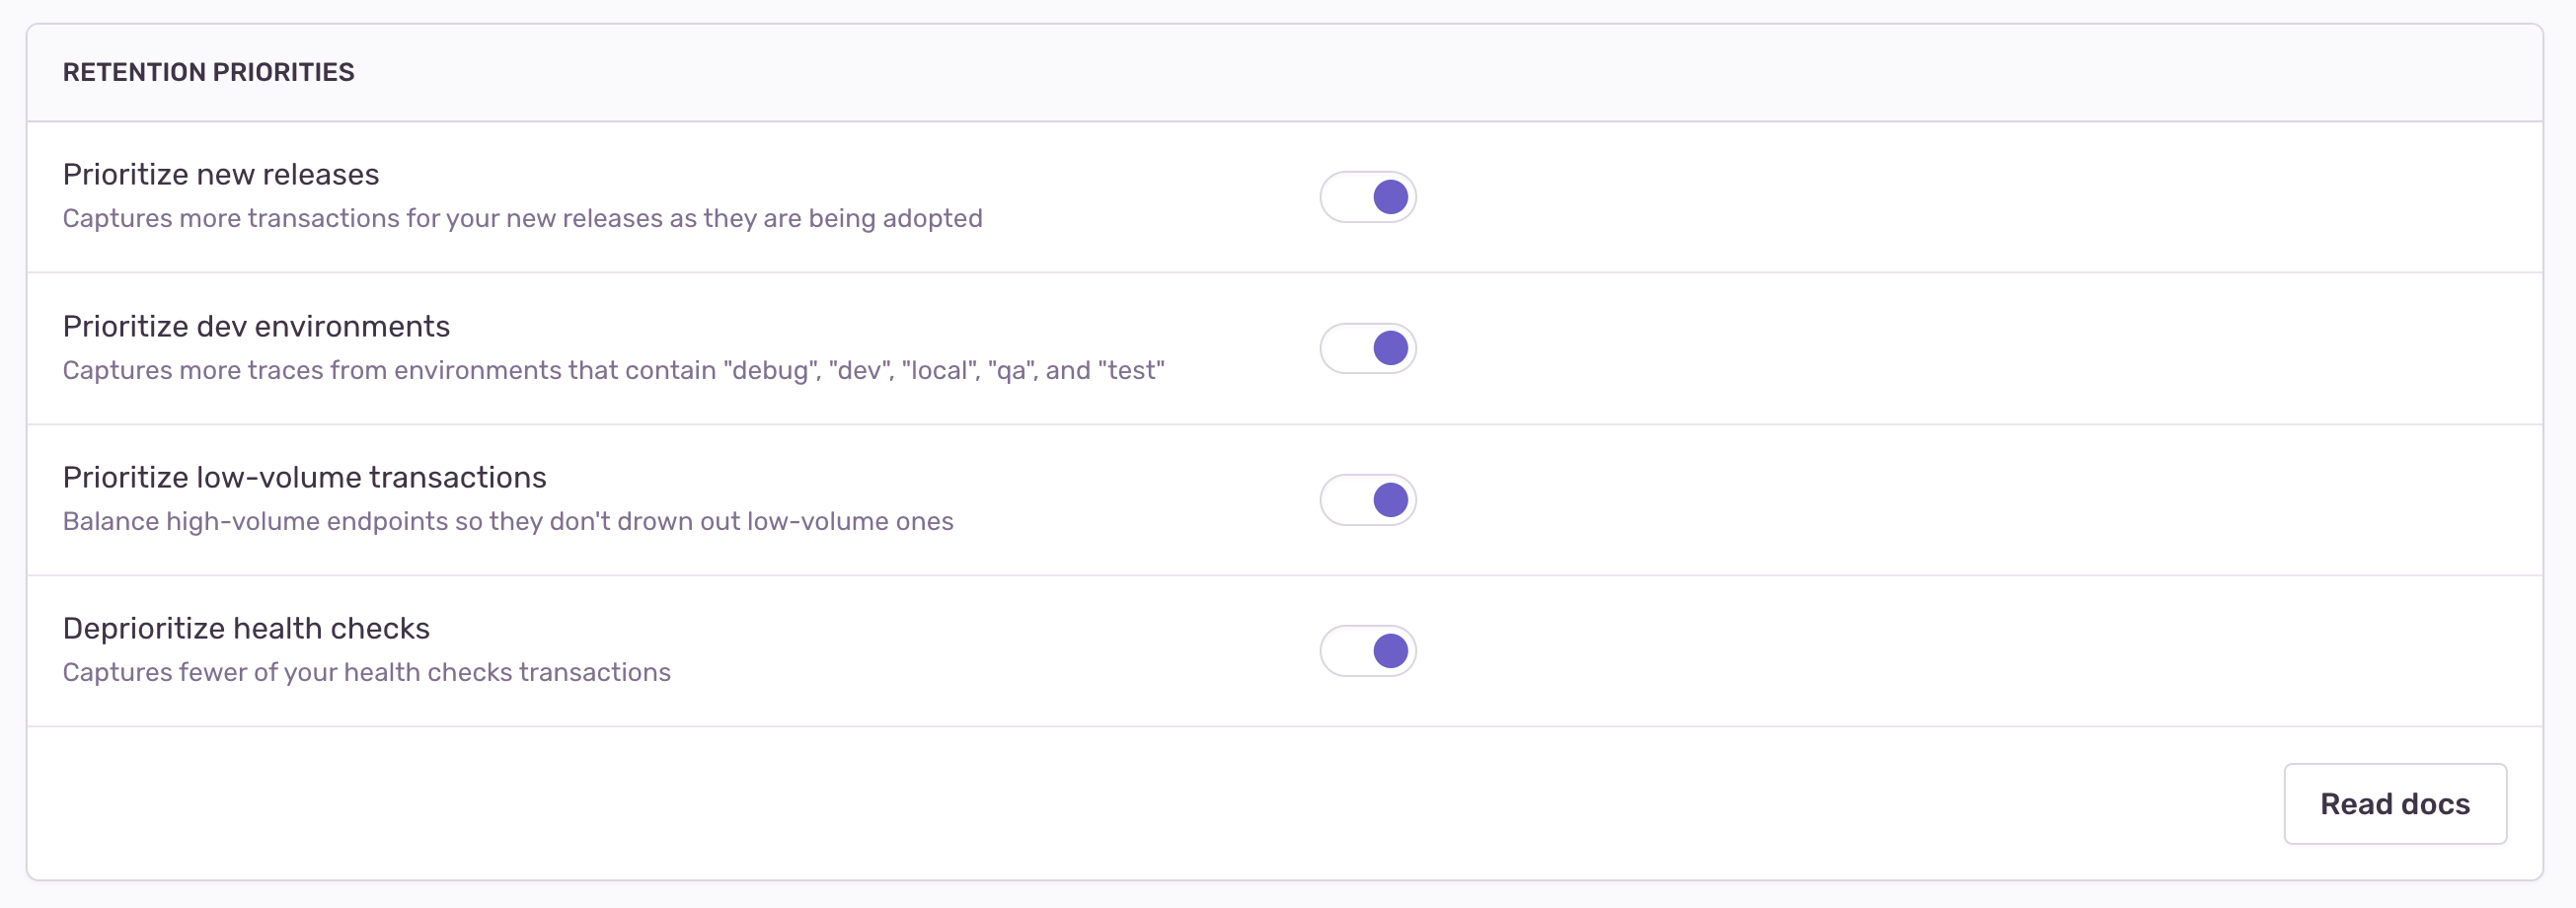 RETENTION PRIORITIES
Prioritize new releases
Captures more transactions for your new releases as they are being adopted
Prioritize dev environments
Captures more traces from environments that contain "debug", "dev", "local", "qa", and "test"
Prioritize low-volume transactions
Balance high-volume endpoints so they don't drown out low-volume ones
Deprioritize health checks
Captures fewer of your health checks transactions
Read docs